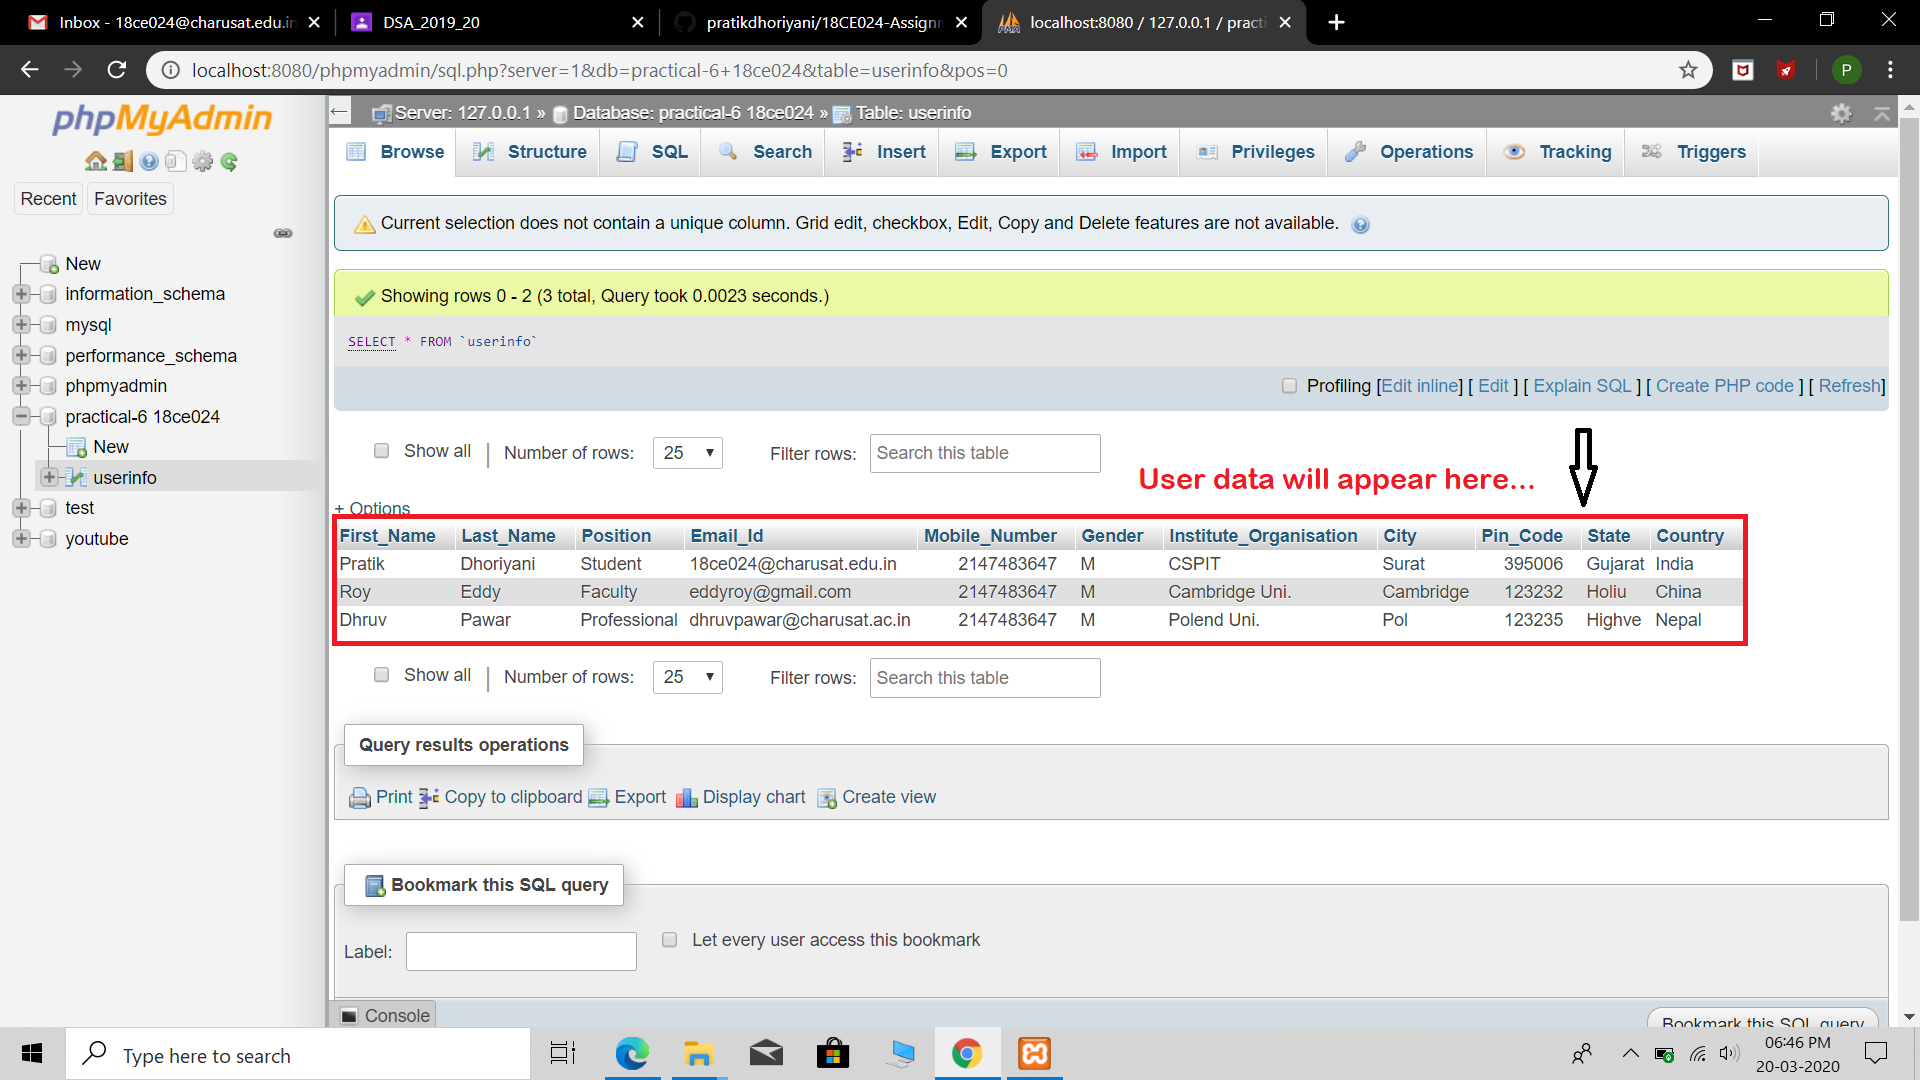 Inbox - 18ce024@charusat.edu.in
DSA_2019_20
pratikdhoriyani/18CE024-Assignm
localhost:8080 / 127.0.0.1 / practi
localhost:8080/phpmyadmin/sql.php?server=1&db=practical-6+18ce024&table=userinfo&pos=0
P
phpMyAdmin
Recent Favorites
New
information_schema
mysql
performance_schema
phpmyadmin
practical-6 18ce024
New
userinfo
test
youtube
Server: 127.0.0.1 » Database: practical-6 18ce024 » Table: userinfo
Browse Structure SQL Search Insert Export Import Privileges Operations Tracking Triggers
Current selection does not contain a unique column. Grid edit, checkbox, Edit, Copy and Delete features are not available.
Showing rows 0 - 2 (3 total, Query took 0.0023 seconds.)
SELECT * FROM `userinfo`
Profiling [Edit inline] [ Edit ] [ Explain SQL ] [ Create PHP code ] [ Refresh]
Show all | Number of rows: 25 Filter rows: Search this table
User data will appear here...
+ Options
First_Name Last_Name Position Email_Id Mobile_Number Gender Institute_Organisation City Pin_Code State Country
Pratik Dhoriyani Student 18ce024@charusat.edu.in 2147483647 M CSPIT Surat 395006 Gujarat India
Roy Eddy Faculty eddyroy@gmail.com 2147483647 M Cambridge Uni. Cambridge 123232 Holiu China
Dhruv Pawar Professional dhruvpawar@charusat.ac.in 2147483647 M Polend Uni. Pol 123235 Highve Nepal
Show all | Number of rows: 25 Filter rows: Search this table
Query results operations
Print Copy to clipboard Export Display chart Create view
Bookmark this SQL query
Label: Let every user access this bookmark
Console
Bookmark this SQL query
Type here to search
06:46 PM
20-03-2020